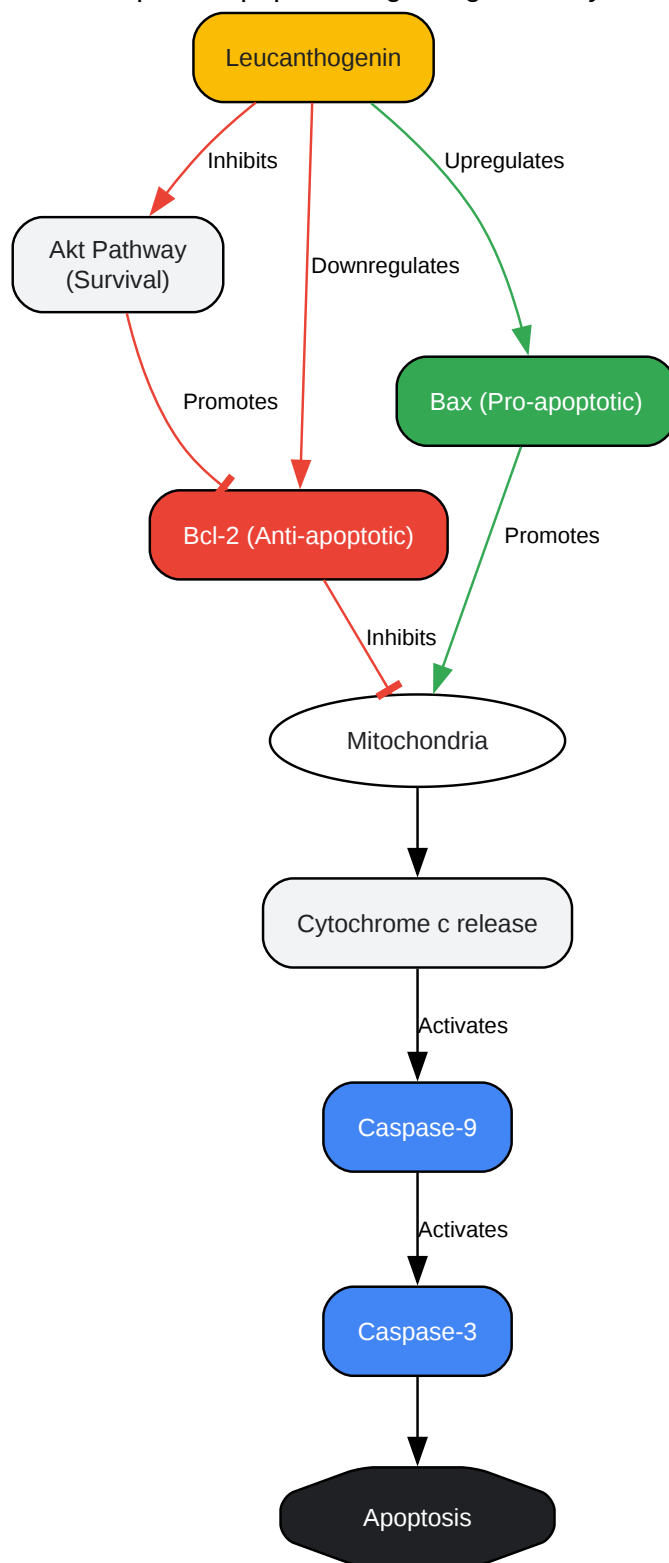 Leucanthogenin
Inhibits
Upregulates
Akt Pathway
(Survival)
Downregulates
Promotes
Bax (Pro-apoptotic)
Bcl-2 (Anti-apoptotic)
Promotes
Inhibits
Mitochondria
Cytochrome c release
Activates
Caspase-9
Activates
Caspase-3
Apoptosis